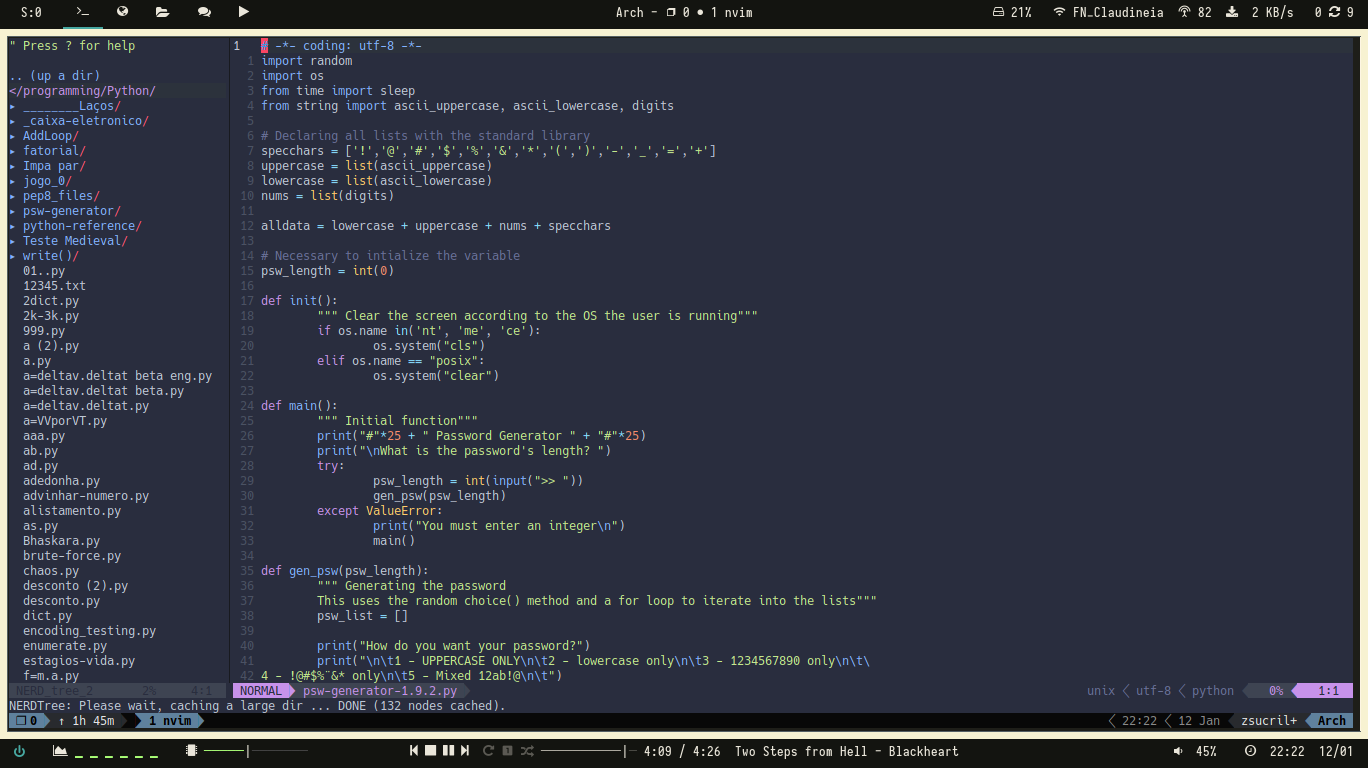 S:0 Arch - 0 • 1 nvim 21% FN_Claudineia 82 2 KB/s 0 9
" Press ? for help
.. (up a dir)
</programming/Python/
▸ ________Laços/
▸ _caixa-eletronico/
▸ AddLoop/
▸ fatorial/
▸ Impa par/
▸ jogo_0/
▸ pep8_files/
▸ psw-generator/
▸ python-reference/
▸ Teste Medieval/
▸ write()/
01..py
12345.txt
2dict.py
2k-3k.py
999.py
a (2).py
a.py
a=deltav.deltat beta eng.py
a=deltav.deltat beta.py
a=deltav.deltat.py
a=VVporVT.py
aaa.py
ab.py
ad.py
adedonha.py
advinhar-numero.py
alistamento.py
as.py
Bhaskara.py
brute-force.py
chaos.py
desconto (2).py
desconto.py
dict.py
encoding_testing.py
enumerate.py
estagios-vida.py
f=m.a.py
NERD_tree_2 2% 4:1
1 # -*- coding: utf-8 -*-
1 import random
2 import os
3 from time import sleep
4 from string import ascii_uppercase, ascii_lowercase, digits
5
6 # Declaring all lists with the standard library
7 specchars = ['!','@','#','$','%','&','*','(',')','-','_','=','+']
8 uppercase = list(ascii_uppercase)
9 lowercase = list(ascii_lowercase)
10 nums = list(digits)
11
12 alldata = lowercase + uppercase + nums + specchars
13
14 # Necessary to intialize the variable
15 psw_length = int(0)
16
17 def init():
18 """ Clear the screen according to the OS the user is running"""
19 if os.name in('nt', 'me', 'ce'):
20 os.system("cls")
21 elif os.name == "posix":
22 os.system("clear")
23
24 def main():
25 """ Initial function"""
26 print("#"*25 + " Password Generator " + "#"*25)
27 print("\nWhat is the password's length? ")
28 try:
29 psw_length = int(input(">> "))
30 gen_psw(psw_length)
31 except ValueError:
32 print("You must enter an integer\n")
33 main()
34
35 def gen_psw(psw_length):
36 """ Generating the password
37 This uses the random choice() method and a for loop to iterate into the lists"""
38 psw_list = []
39
40 print("How do you want your password?")
41 print("\n\t1 - UPPERCASE ONLY\n\t2 - lowercase only\n\t3 - 1234567890 only\n\t\
42 4 - !@#$%¨&* only\n\t5 - Mixed 12ab!@\n\t")
NORMAL psw-generator-1.9.2.py unix utf-8 python 0% 1:1
NERDTree: Please wait, caching a large dir ... DONE (132 nodes cached).
0 ↑ 1h 45m 1 nvim 22:22 12 Jan zsucril+ Arch
1 4:09 / 4:26 Two Steps from Hell - Blackheart 45% 22:22 12/01